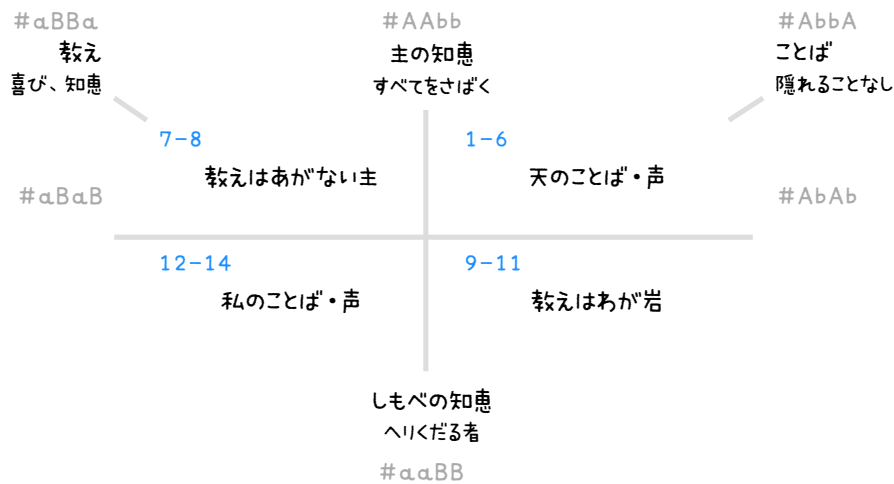 #aBBa
教え
喜び、知恵
#AAbb
主の知恵
すべてをさばく
#AbbA
ことば
隠れることなし
7-8
教えはあがない主
1-6
天のことば・声
#aBaB
#AbAb
12-14
私のことば・声
9-11
教えはわが岩
しもべの知恵
へりくだる者
#aaBB